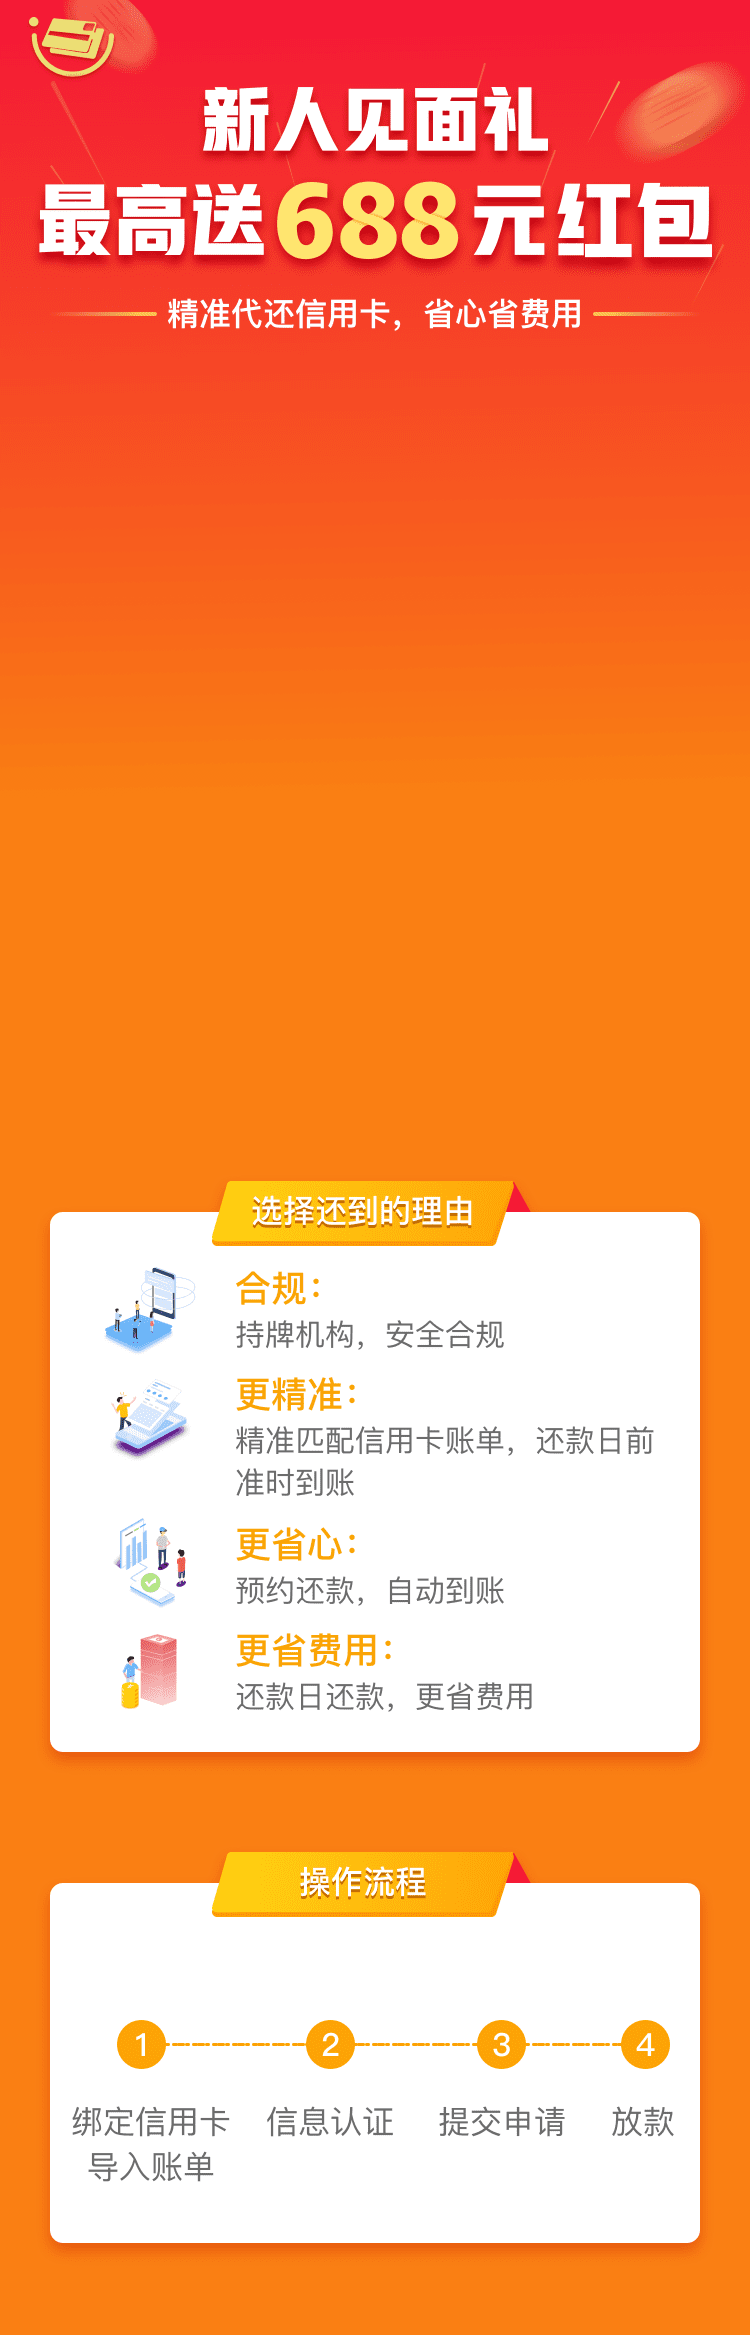 新人见面礼
最高送688元红包
精准代还信用卡，省心省费用
选择还到的理由
合规：
持牌机构，安全合规
更精准：
精准匹配信用卡账单，还款日前
准时到账
更省心：
预约还款，自动到账
更省费用：
还款日还款，更省费用
操作流程
1 2 3 4
绑定信用卡 信息认证 提交申请 放款
导入账单